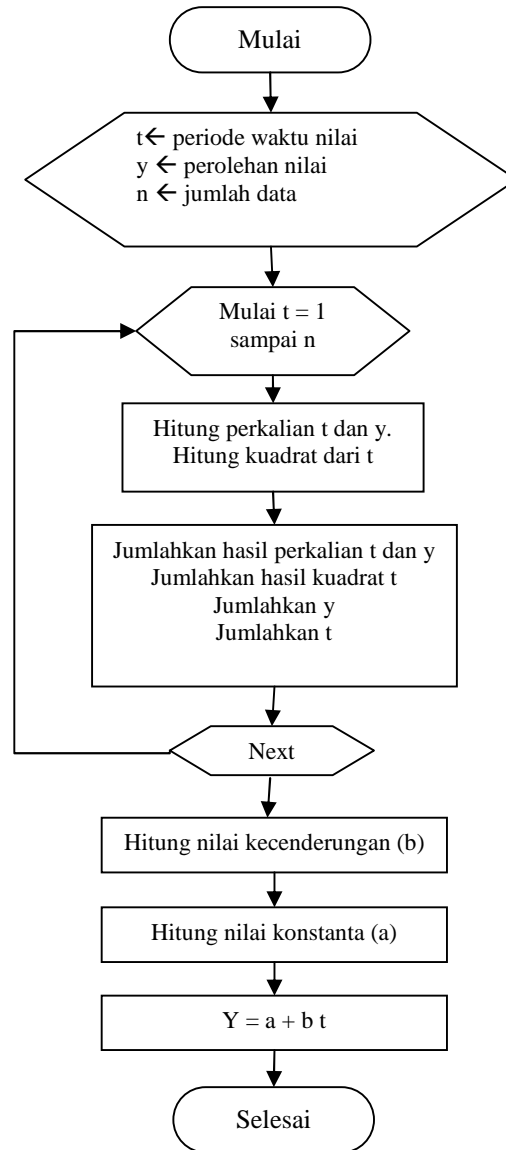 Mulai
t← periode waktu nilai
y ← perolehan nilai
n ← jumlah data
Mulai t = 1
sampai n
Hitung perkalian t dan y.
Hitung kuadrat dari t
Jumlahkan hasil perkalian t dan y
Jumlahkan hasil kuadrat t
Jumlahkan y
Jumlahkan t
Next
Hitung nilai kecenderungan (b)
Hitung nilai konstanta (a)
Y = a + b t
Selesai